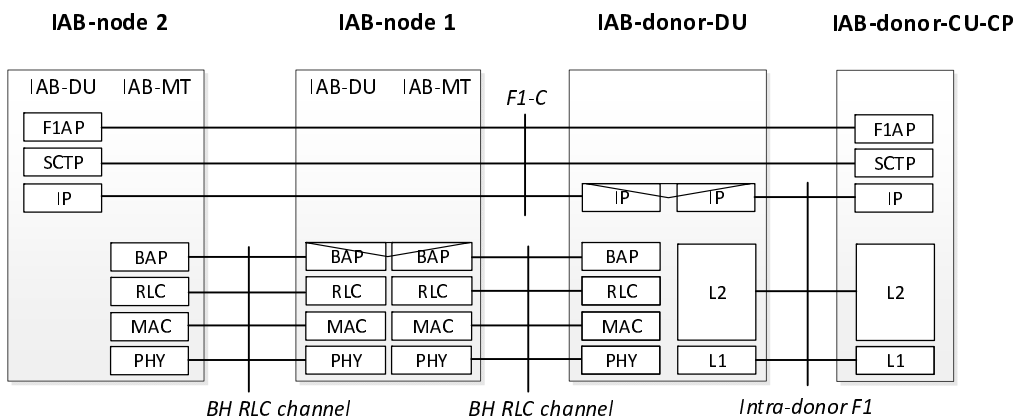 IAB-node 2 IAB-node 1 IAB-donor-DU IAB-donor-CU-CP
IAB-DU IAB-MT IAB-DU IAB-MT
F1-C
F1AP F1AP
SCTP SCTP
IP IP IP IP
BAP BAP BAP BAP
RLC RLC RLC RLC L2 L2
MAC MAC MAC MAC
PHY PHY PHY PHY L1 L1
BH RLC channel BH RLC channel Intra-donor F1